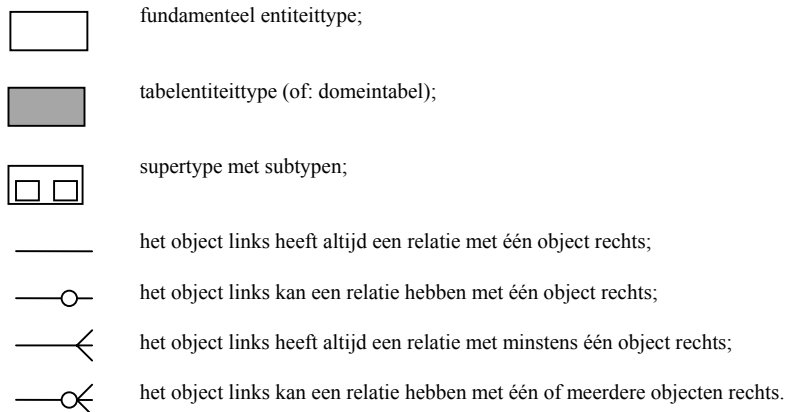 fundamenteel entiteittype;
tabelentiteittype (of: domeintabel);
supertype met subtypen;
het object links heeft altijd een relatie met één object rechts;
het object links kan een relatie hebben met één object rechts;
het object links heeft altijd een relatie met minstens één object rechts;
het object links kan een relatie hebben met één of meerdere objecten rechts.